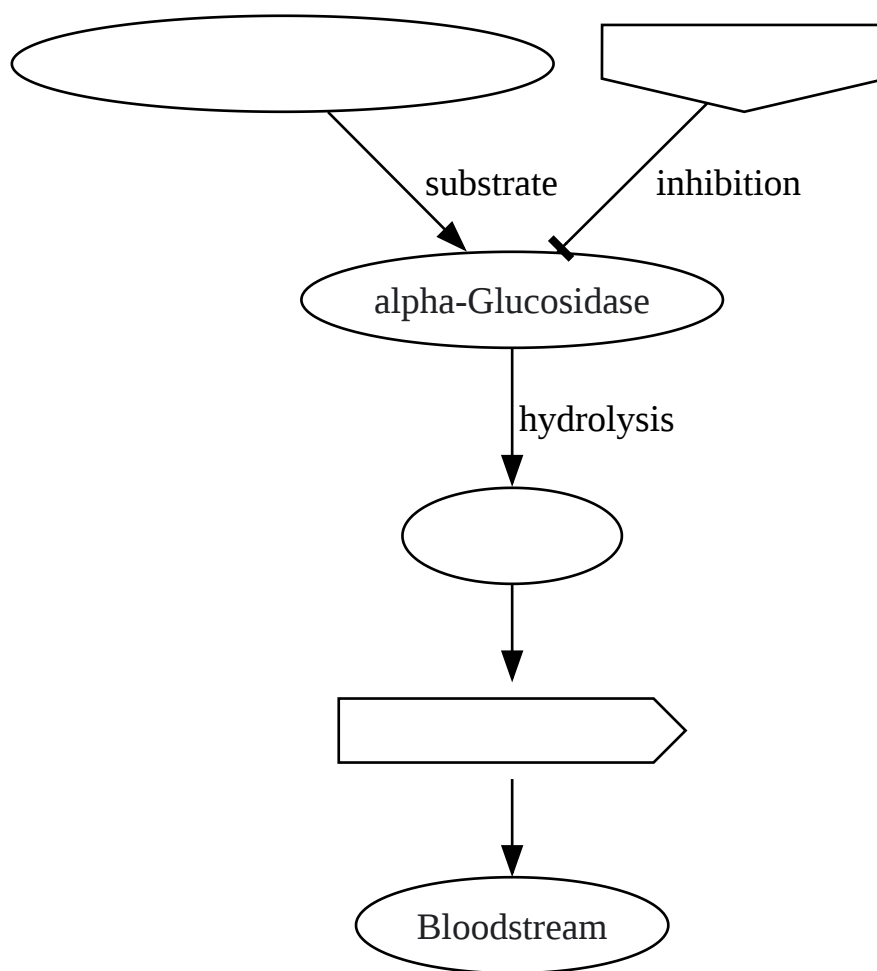 substrate
inhibition
alpha-Glucosidase
hydrolysis
Bloodstream